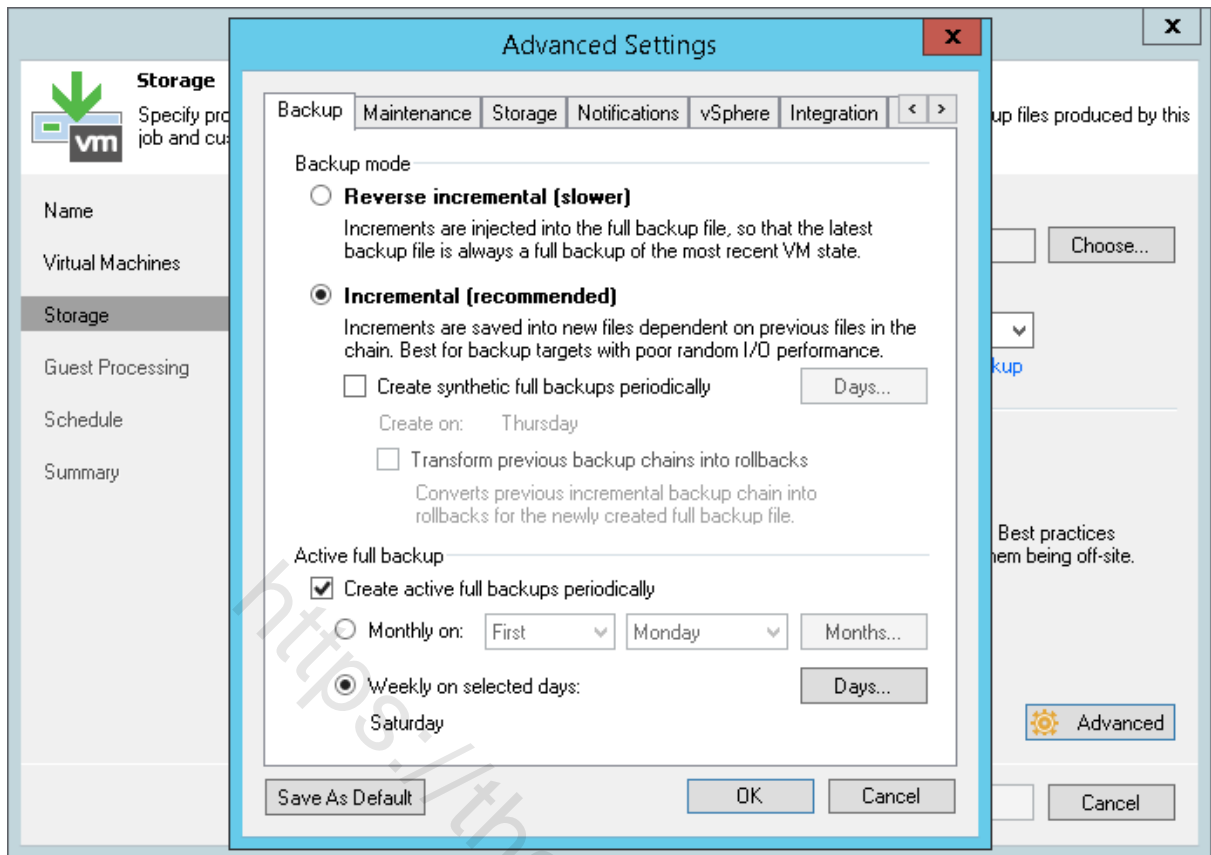 X
Advanced Settings
X
Storage
Specify pro
job and cu
up files produced by this
vm
Name
Virtual Machines
Storage
Guest Processing
Schedule
Summary
Backup
Maintenance
Storage
Notifications
vSphere
Integration
< >
Backup mode
Reverse incremental (slower)
Increments are injected into the full backup file, so that the latest
backup file is always a full backup of the most recent VM state.
Incremental (recommended)
Increments are saved into new files dependent on previous files in the
chain. Best for backup targets with poor random I/O performance.
Create synthetic full backups periodically
Days...
Create on: Thursday
Transform previous backup chains into rollbacks
Converts previous incremental backup chain into
rollbacks for the newly created full backup file.
Active full backup
Create active full backups periodically
Monthly on: First Monday Months...
Weekly on selected days: Days...
Saturday
Save As Default
OK
Cancel
Choose...
kup
Best practices
hem being off-site.
Advanced
Cancel
https://the